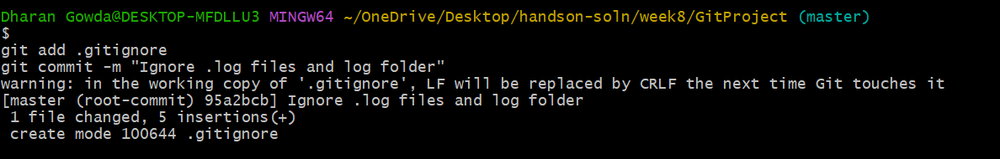 Dharan Gowda@DESKTOP-MFDLLU3 MINGW64 ~/OneDrive/Desktop/handson-soln/week8/GitProject (master)
$
git add .gitignore
git commit -m "Ignore .log files and log folder"
warning: in the working copy of '.gitignore', LF will be replaced by CRLF the next time Git touches it
[master (root-commit) 95a2bcb] Ignore .log files and log folder
 1 file changed, 5 insertions(+)
 create mode 100644 .gitignore